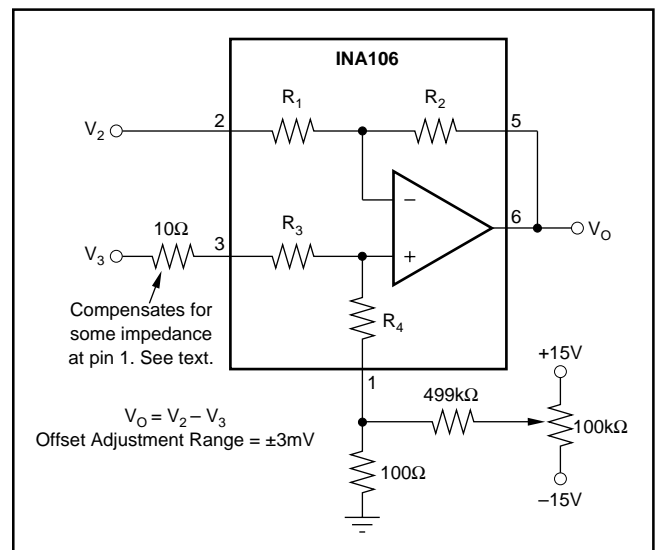 INA106
R1
R2
V2
2
5
6
VO
10Ω
3
R3
V3
−
+
Compensates for
some impedance
at pin 1. See text.
R4
1
+15V
499kΩ
100kΩ
VO = V2 – V3
Offset Adjustment Range = ±3mV
100Ω
–15V